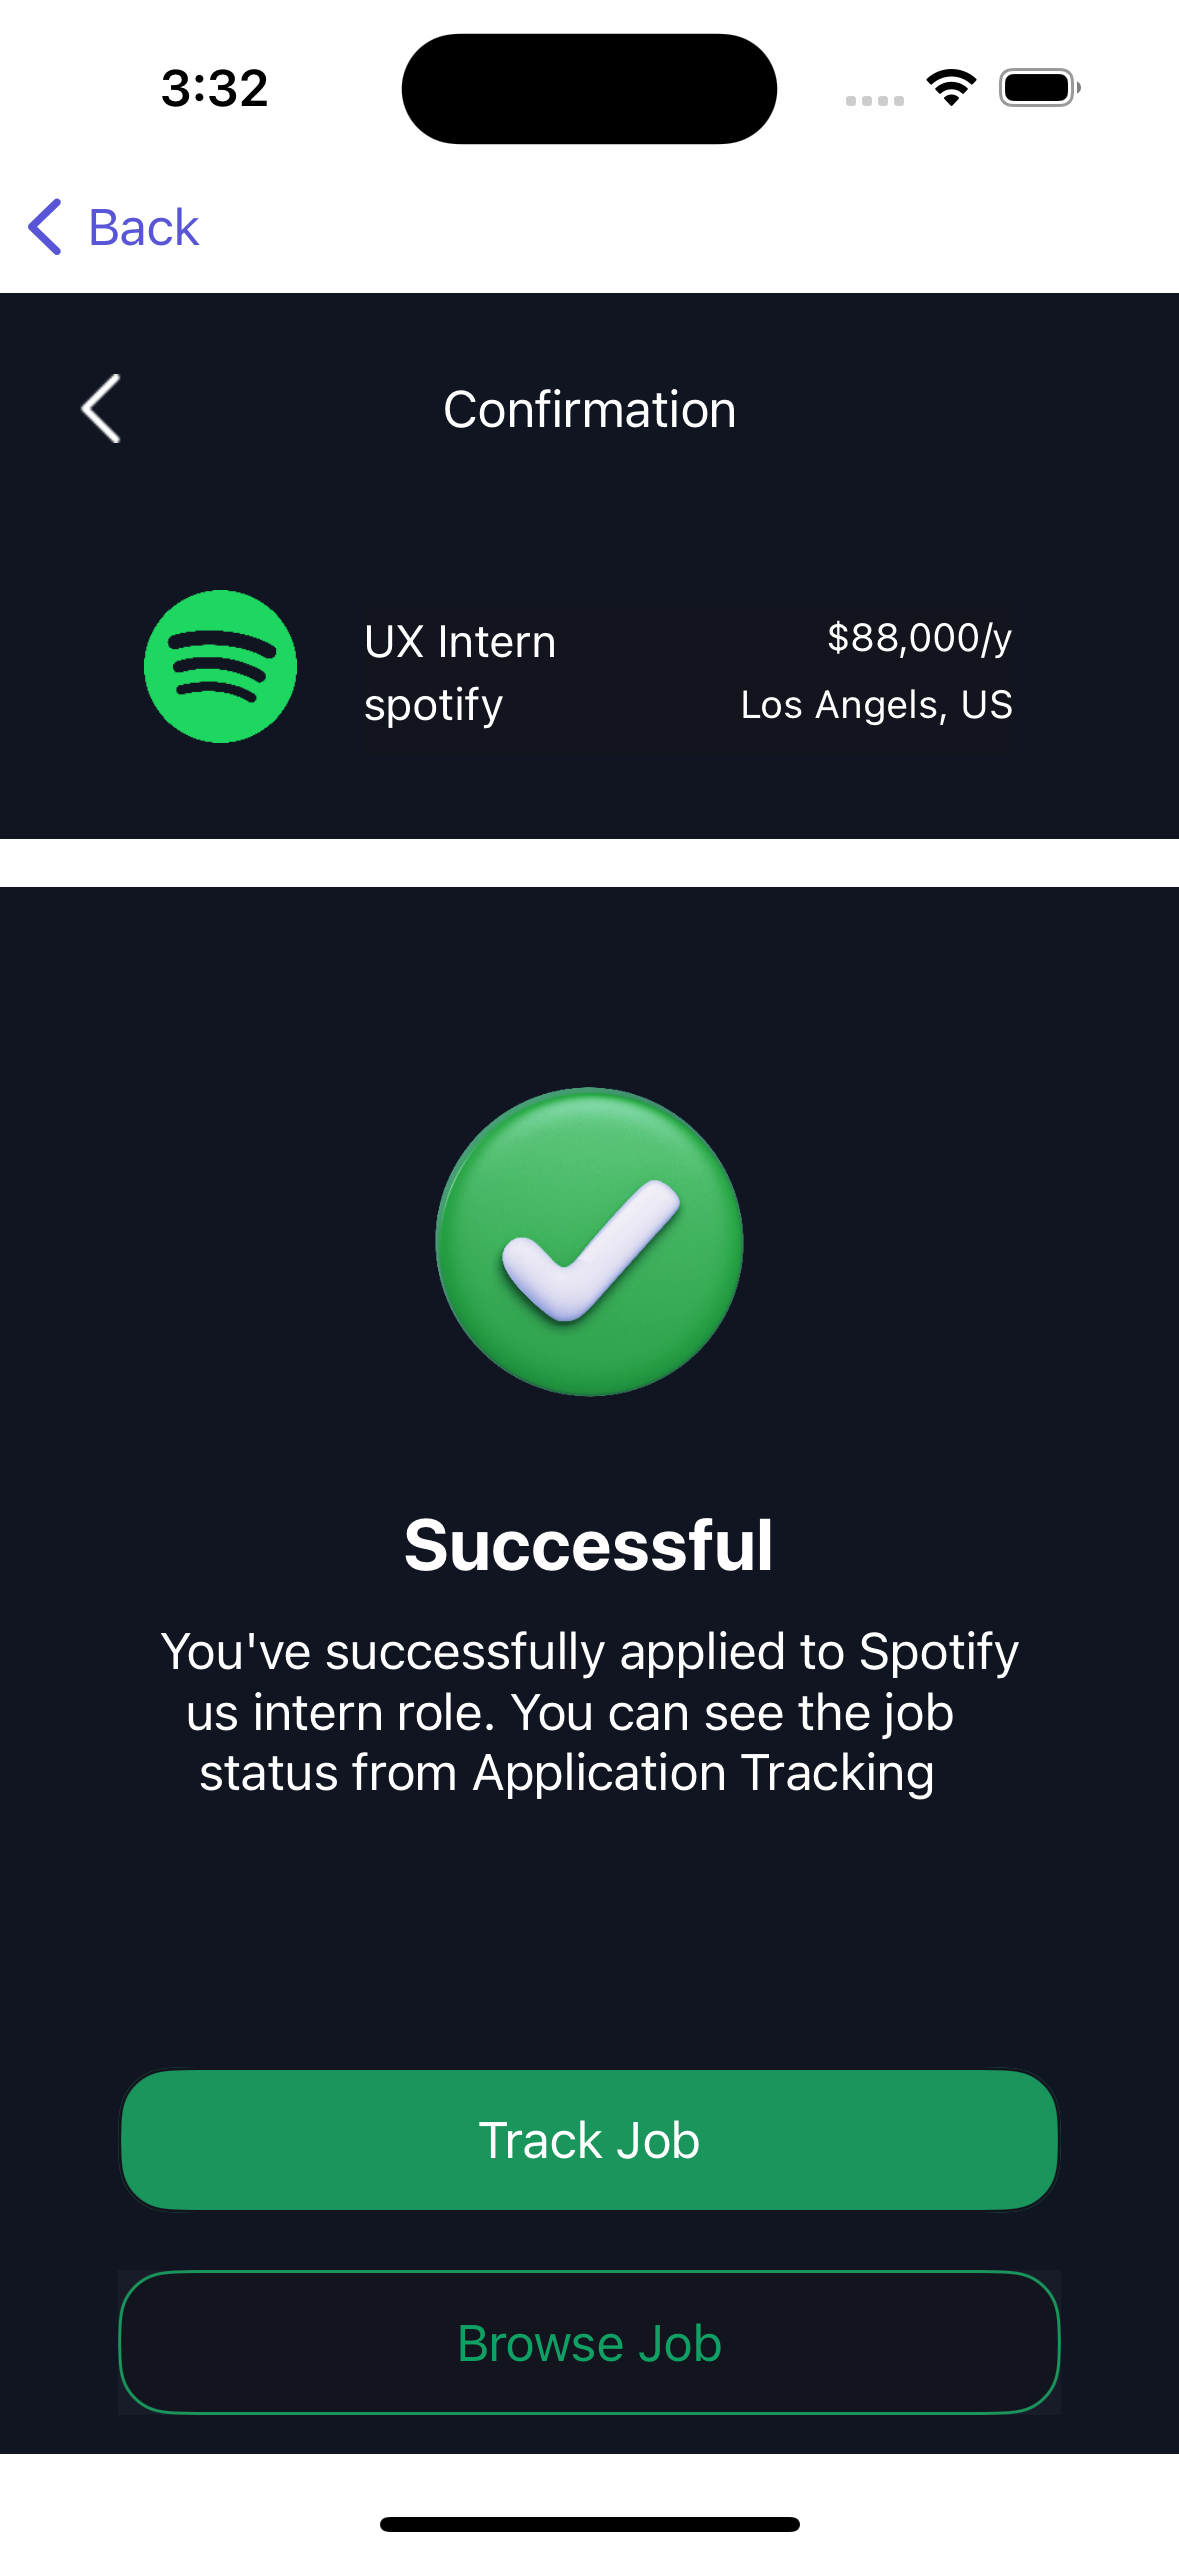 3:32
Back
Confirmation
UX Intern
$88,000/y
spotify
Los Angels, US
Successful
You've successfully applied to Spotify
us intern role. You can see the job
status from Application Tracking
Track Job
Browse Job